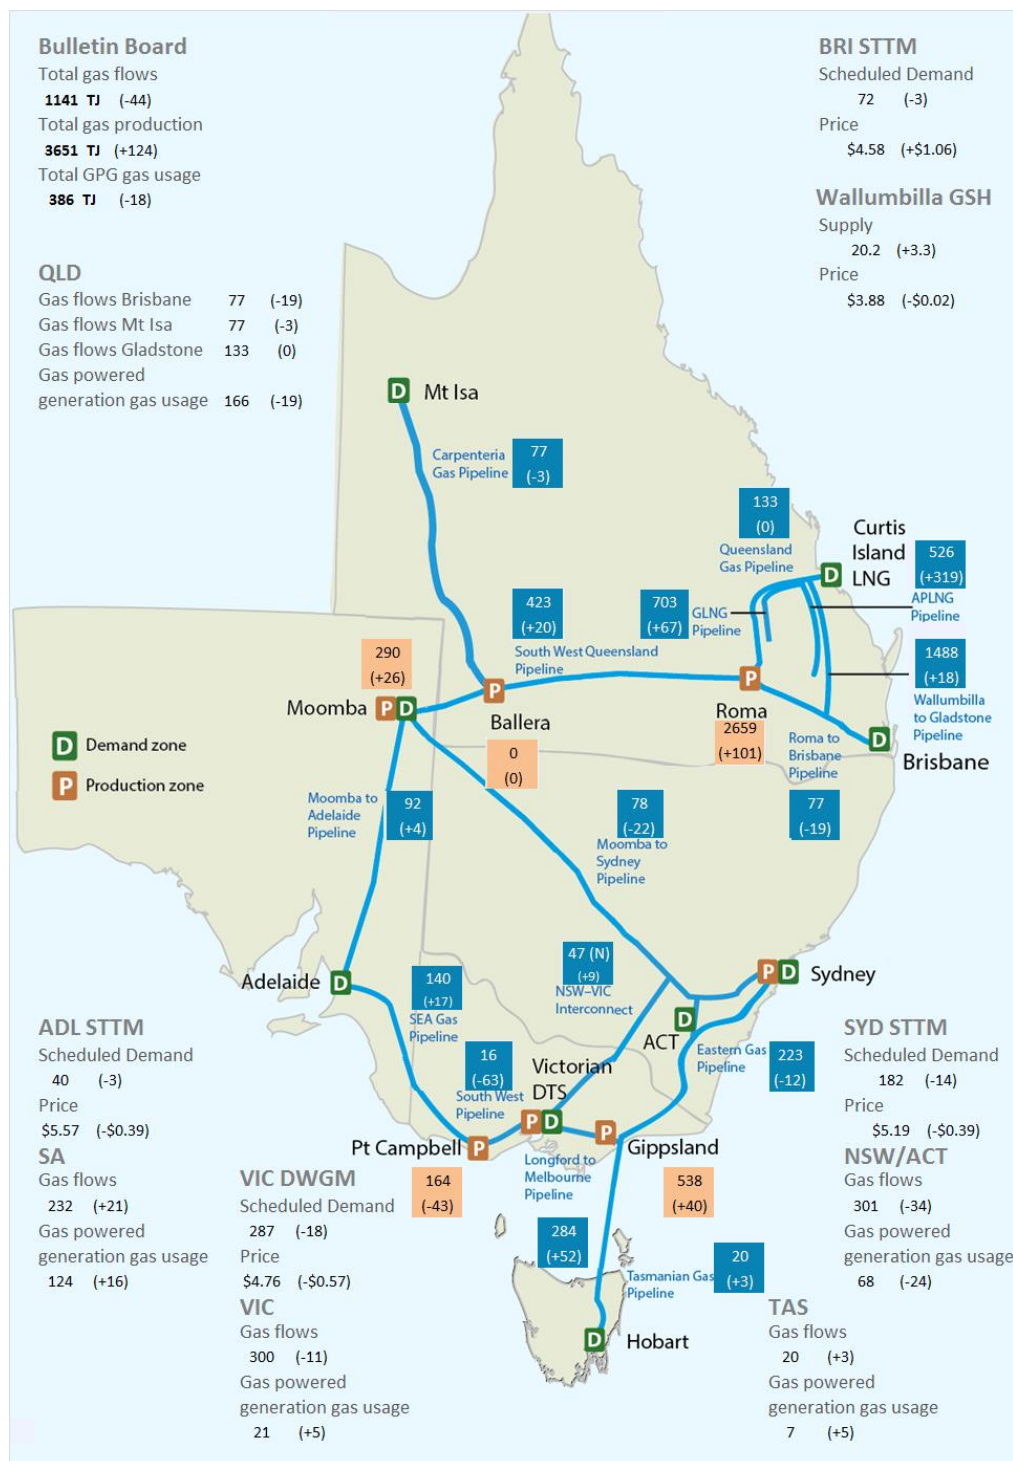 Bulletin Board
Total gas flows
1141 TJ (-44)
Total gas production
3651 TJ (+124)
Total GPG gas usage
386 TJ (-18)
BRI STTM
Scheduled Demand
72 (-3)
Price
$4.58 (+$1.06)
Wallumbilla GSH
Supply
20.2 (+3.3)
Price
$3.88 (-$0.02)
QLD
Gas flows Brisbane 77 (-19)
Gas flows Mt Isa 77 (-3)
Gas flows Gladstone 133 (0)
Gas powered
generation gas usage 166 (-19)
D Mt Isa
Carpenteria
Gas Pipeline
77
(-3)
133
(0)
Queensland
Gas Pipeline
Curtis
Island
LNG
D
526
(+319)
APLNG
Pipeline
423
(+20)
South West Queensland
Pipeline
703
(+67)
GLNG
Pipeline
1488
(+18)
Wallumbilla
to Gladstone
Pipeline
290
(+26)
Moomba P D
P
Ballera
0
(0)
P
Roma
2659
(+101)
Roma to
Brisbane
Pipeline
77
(-19)
D
Brisbane
D Demand zone
P Production zone
Moomba to
Adelaide
Pipeline
92
(+4)
78
(-22)
Moomba to
Sydney
Pipeline
47 (N)
(+9)
NSW–VIC
Interconnect
P D Sydney
Adelaide D
140
(+17)
SEA Gas
Pipeline
D
ACT
Eastern Gas
Pipeline
223
(-12)
16
(-63)
South West
Pipeline
Victorian
DTS
P D
P
Gippsland
538
(+40)
Pt Campbell P
164
(-43)
Longford to
Melbourne
Pipeline
284
(+52)
20
(+3)
Tasmanian Gas
Pipeline
D Hobart
ADL STTM
Scheduled Demand
40 (-3)
Price
$5.57 (-$0.39)
SA
Gas flows
232 (+21)
Gas powered
generation gas usage
124 (+16)
VIC DWGM
Scheduled Demand
287 (-18)
Price
$4.76 (-$0.57)
VIC
Gas flows
300 (-11)
Gas powered
generation gas usage
21 (+5)
SYD STTM
Scheduled Demand
182 (-14)
Price
$5.19 (-$0.39)
NSW/ACT
Gas flows
301 (-34)
Gas powered
generation gas usage
68 (-24)
TAS
Gas flows
20 (+3)
Gas powered
generation gas usage
7 (+5)